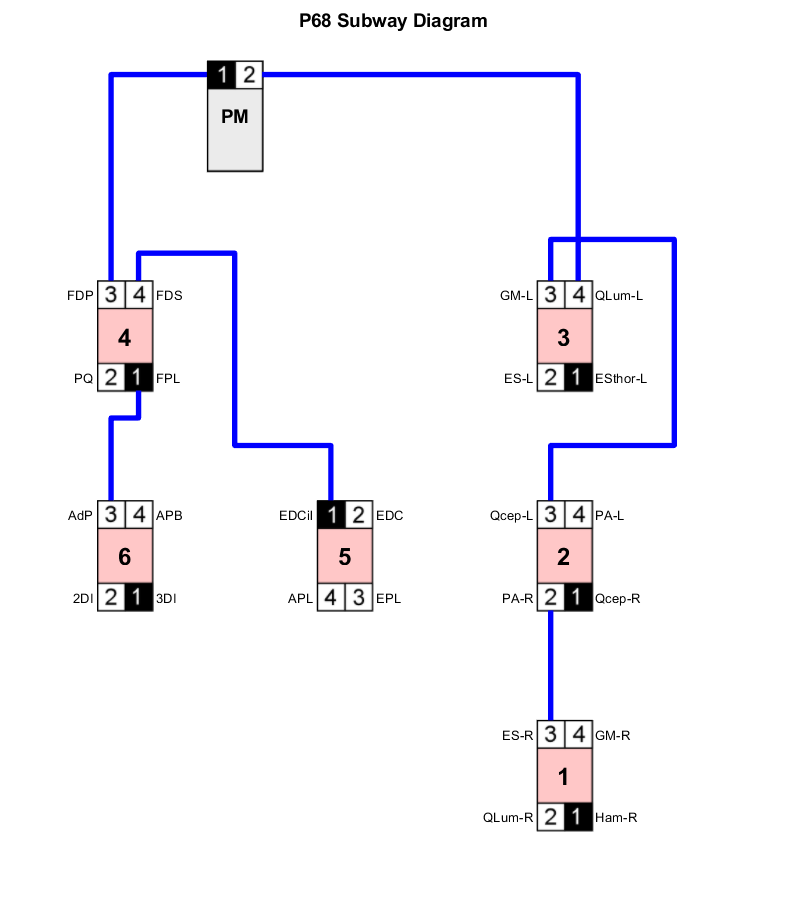 P68 Subway Diagram
1 2
PM
FDP 3 4 FDS
4
PQ 2 1 FPL
GM-L 3 4 QLum-L
3
ES-L 2 1 ESthor-L
AdP 3 4 APB
6
2DI 2 1 3DI
EDCiI 1 2 EDC
5
APL 4 3 EPL
Qcep-L 3 4 PA-L
2
PA-R 2 1 Qcep-R
ES-R 3 4 GM-R
1
QLum-R 2 1 Ham-R